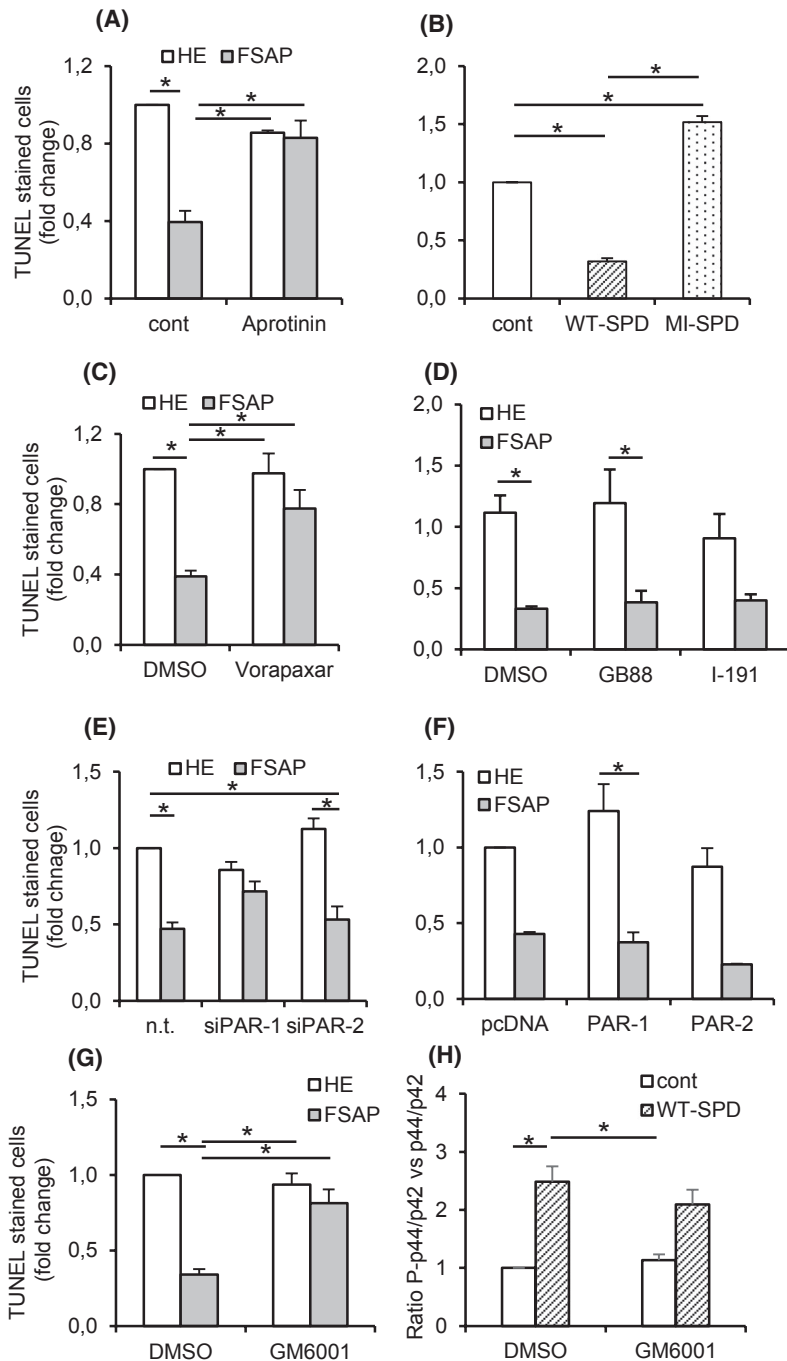 (A)
HE FSAP
1,2
*
*
*
0,8
0,4
0,0
TUNEL stained cells
(fold change)
cont Aprotinin
(B)
2,0
*
*
*
1,5
1,0
0,5
0,0
cont WT-SPD MI-SPD
(C)
HE FSAP
1,2
*
*
*
0,8
0,4
0,0
TUNEL stained cells
(fold change)
DMSO Vorapaxar
(D)
2,0
HE
FSAP
*
*
1,5
1,0
0,5
0,0
DMSO GB88 I-191
(E)
HE FSAP
1,5
*
*
*
1,0
0,5
0,0
TUNEL stained cells
(fold chnage)
n.t. siPAR-1 siPAR-2
(F)
1,5
HE
FSAP
*
1,0
0,5
0,0
pcDNA PAR-1 PAR-2
(G)
HE
FSAP
1,5
*
*
*
1,0
0,5
0,0
TUNEL stained cells
(fold change)
DMSO GM6001
(H)
cont
WT-SPD
4
*
*
3
2
1
0
Ratio P-p44/p42 vs p44/p42
DMSO GM6001